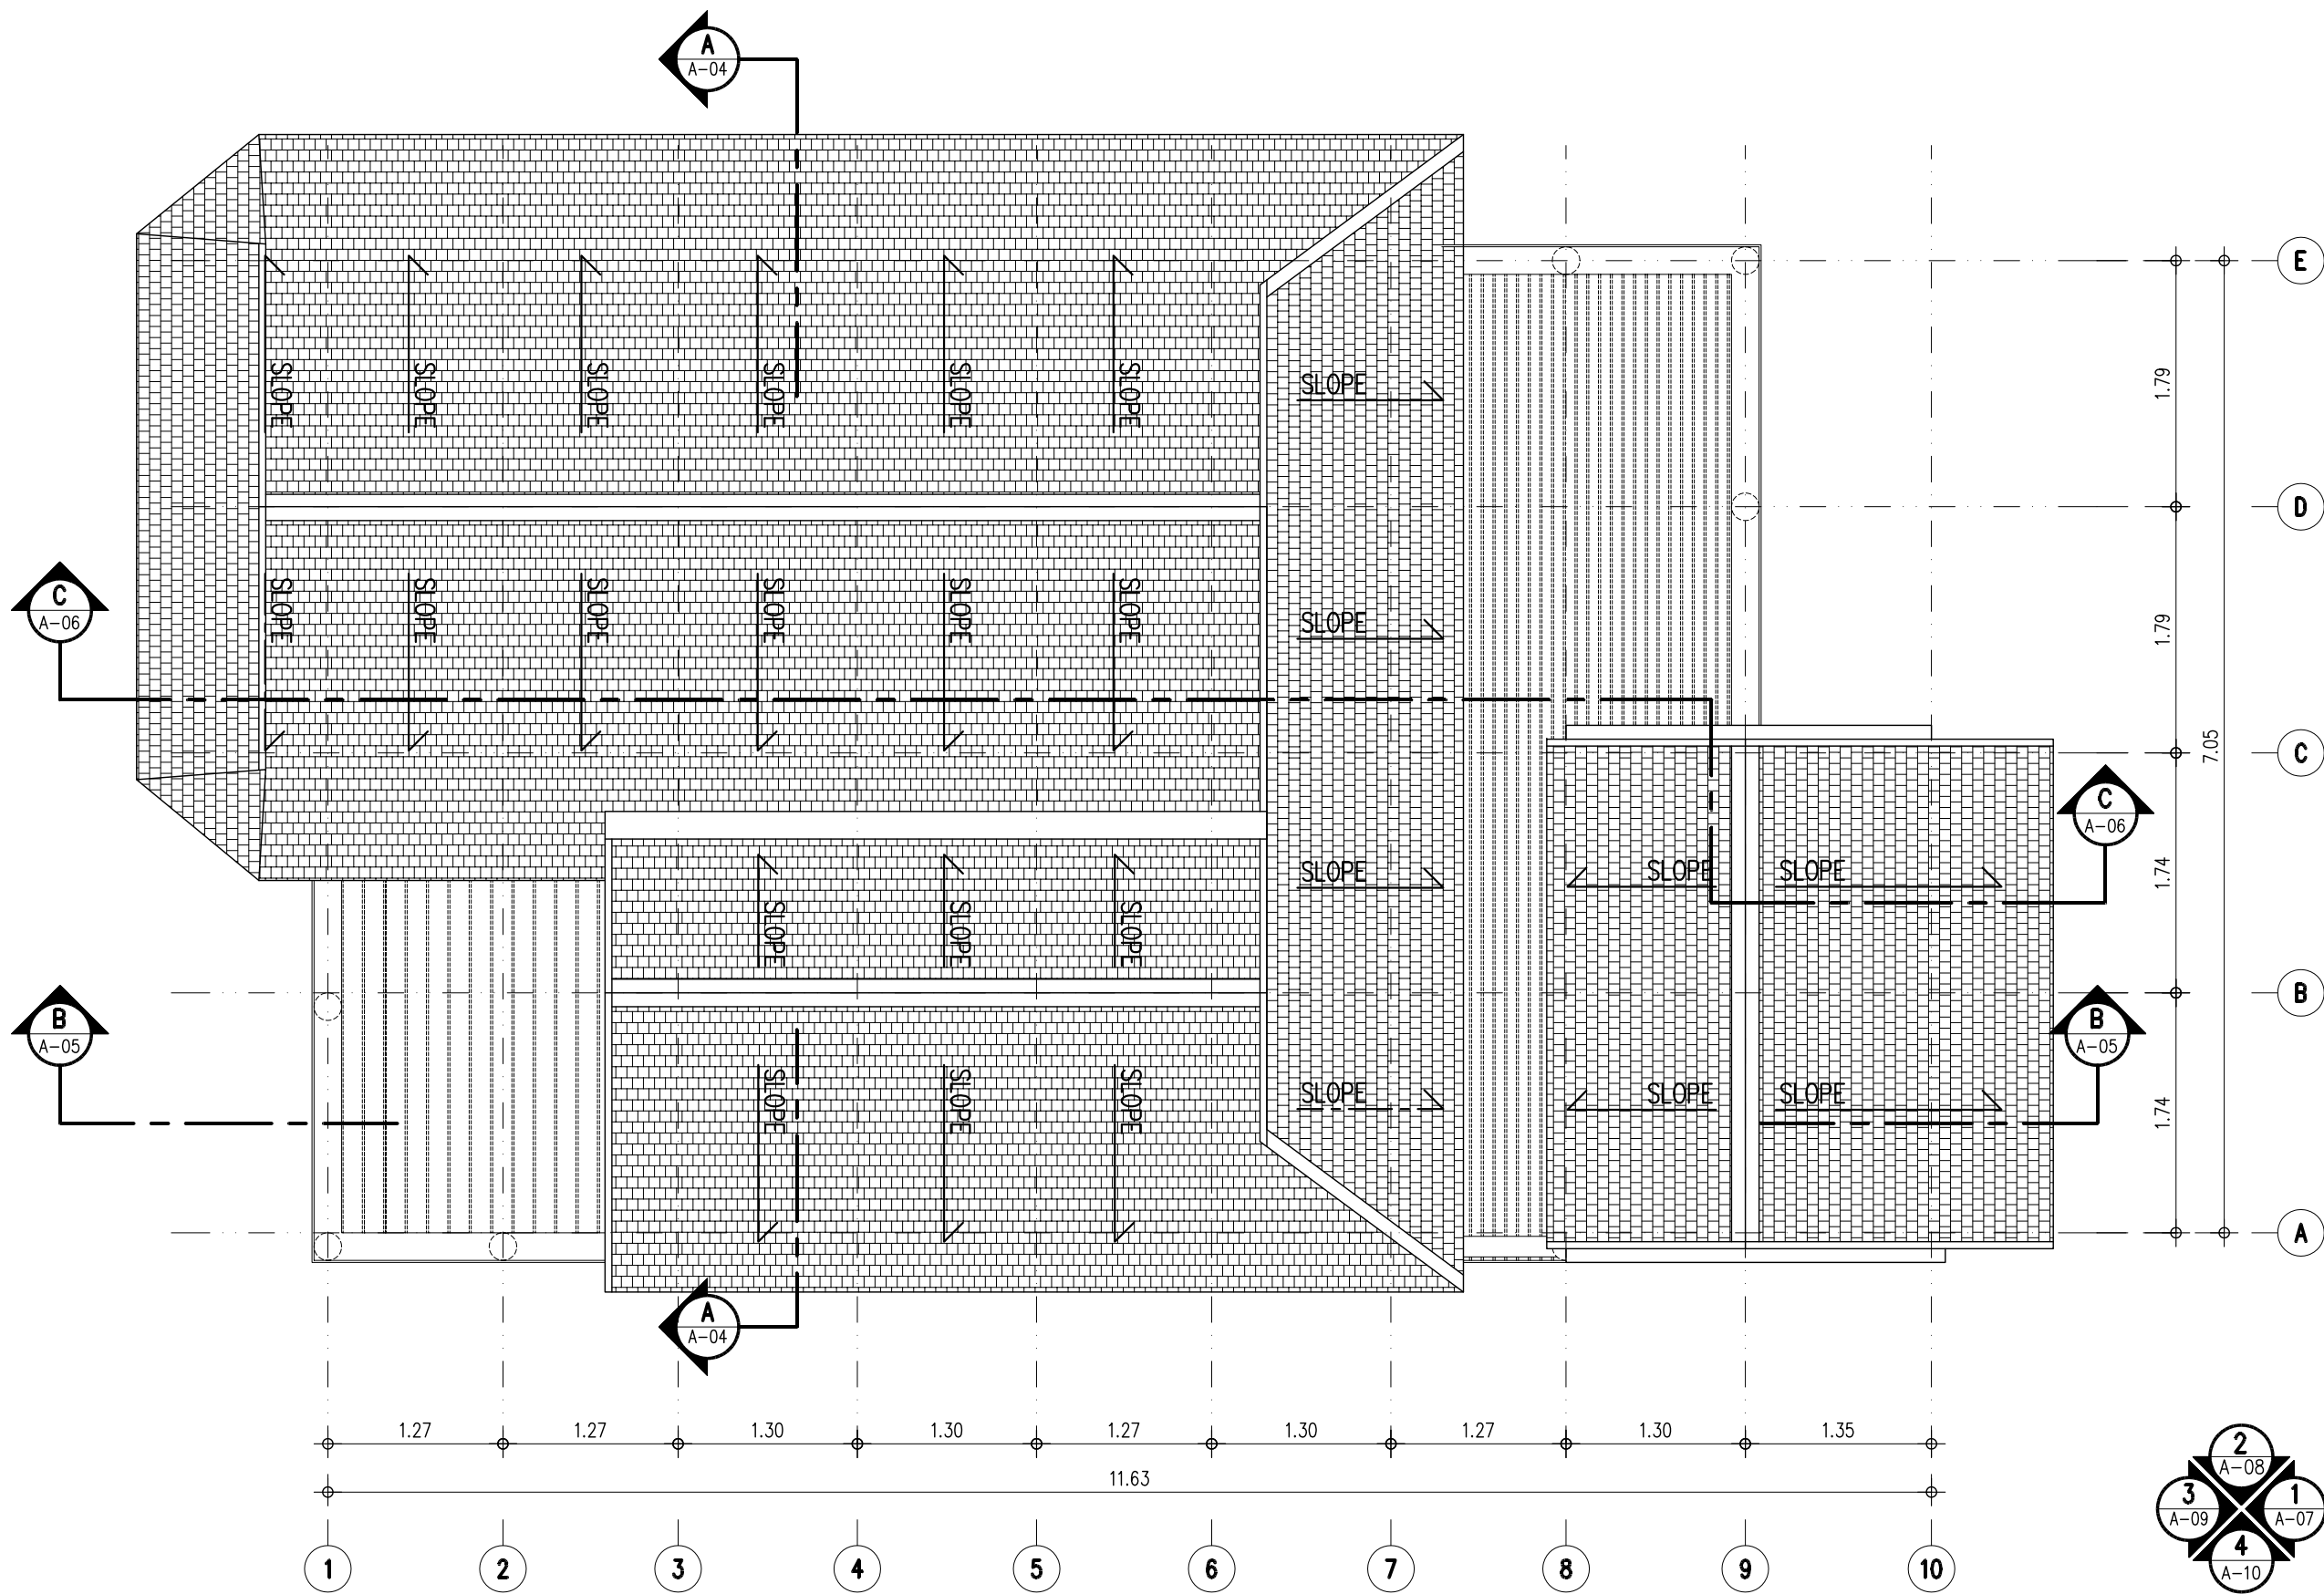 A
A-04
E
1.79
SLOPE SLOPE SLOPE SLOPE SLOPE SLOPE
SLOPE
D
C
A-06
SLOPE SLOPE SLOPE SLOPE SLOPE SLOPE
SLOPE
1.79
7.05
C
C
A-06
SLOPE
SLOPE
SLOPE
1.74
SLOPE SLOPE SLOPE
B
B
A-05
B
A-05
SLOPE SLOPE SLOPE
SLOPE
SLOPE
SLOPE
1.74
A
A
A-04
1.27 1.27 1.30 1.30 1.27 1.30 1.27 1.30 1.35
11.63
2
A-08
3
A-09
1
A-07
4
A-10
1 2 3 4 5 6 7 8 9 10